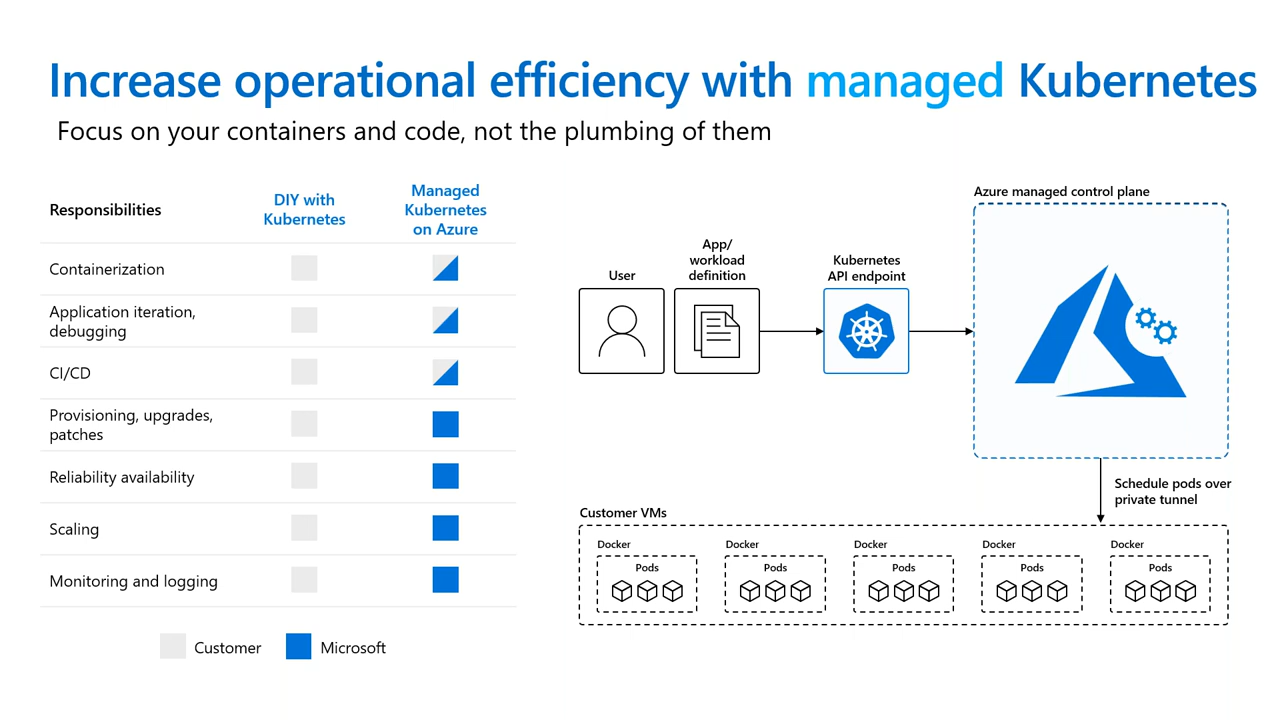 Increase operational efficiency with managed Kubernetes
Focus on your containers and code, not the plumbing of them
Responsibilities
DIY with
Kubernetes
Managed
Kubernetes
on Azure
Containerization
Application iteration,
debugging
CI/CD
Provisioning, upgrades,
patches
Reliability availability
Scaling
Monitoring and logging
Customer
Microsoft
User
App/
workload
definition
Kubernetes
API endpoint
Azure managed control plane
Schedule pods over
private tunnel
Customer VMs
Docker
Pods
Docker
Pods
Docker
Pods
Docker
Pods
Docker
Pods